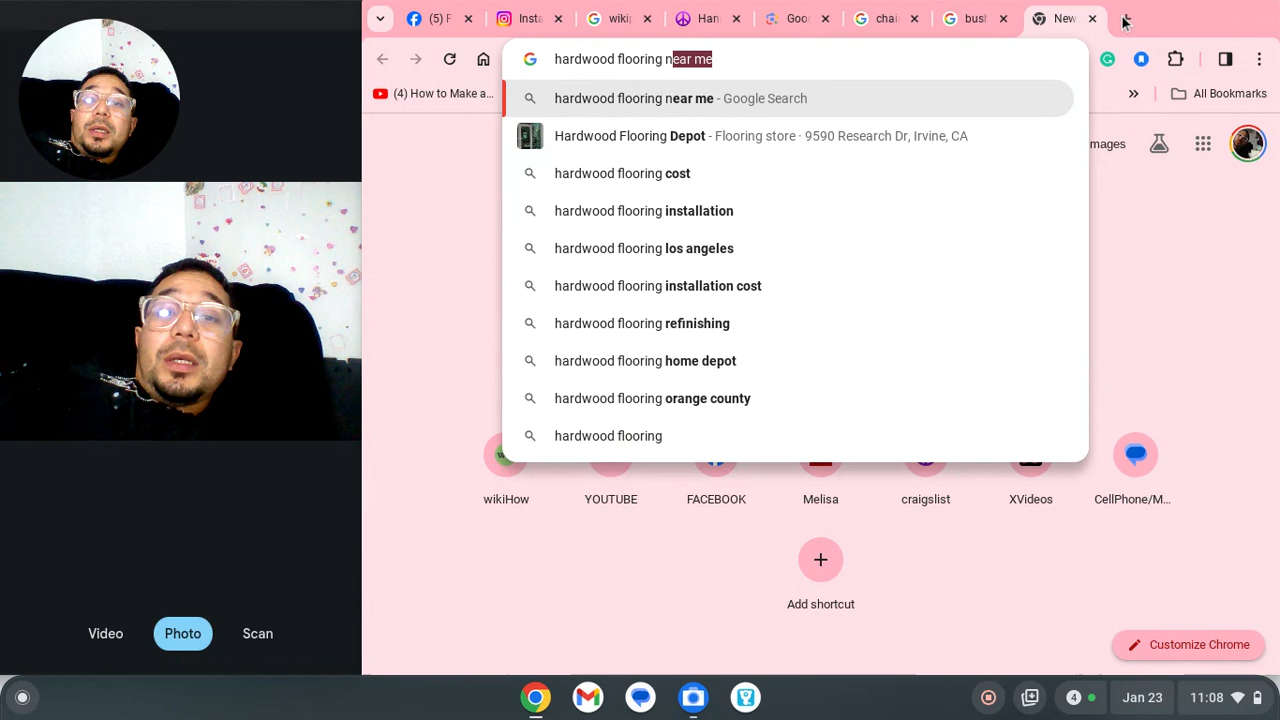 (5) F
Insta
wikip
Han
Goo
chai
bus
New
hardwood flooring near me
hardwood flooring near me - Google Search
Hardwood Flooring Depot - Flooring store · 9590 Research Dr, Irvine, CA
hardwood flooring cost
hardwood flooring installation
hardwood flooring los angeles
hardwood flooring installation cost
hardwood flooring refinishing
hardwood flooring home depot
hardwood flooring orange county
hardwood flooring
(4) How to Make a...
All Bookmarks
mages
wikiHow
YOUTUBE
FACEBOOK
Melisa
craigslist
XVideos
CellPhone/M...
Add shortcut
Customize Chrome
Video
Photo
Scan
4
Jan 23
11:08